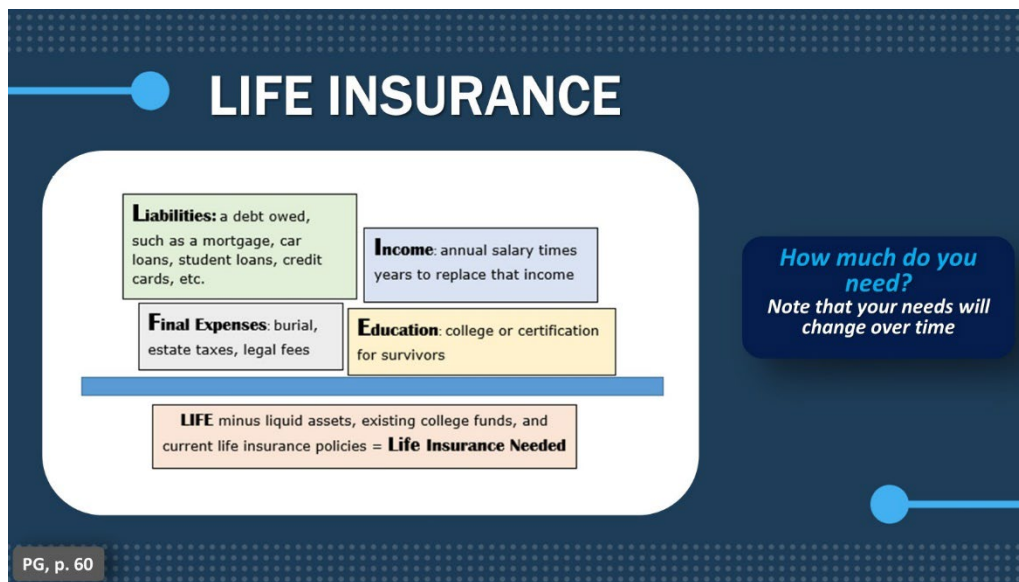 LIFE INSURANCE
Liabilities: a debt owed,
such as a mortgage, car
loans, student loans, credit
cards, etc.
Income: annual salary times
years to replace that income
Final Expenses: burial,
estate taxes, legal fees
Education: college or certification
for survivors
LIFE minus liquid assets, existing college funds, and
current life insurance policies = Life Insurance Needed
How much do you
need?
Note that your needs will
change over time
PG, p. 60